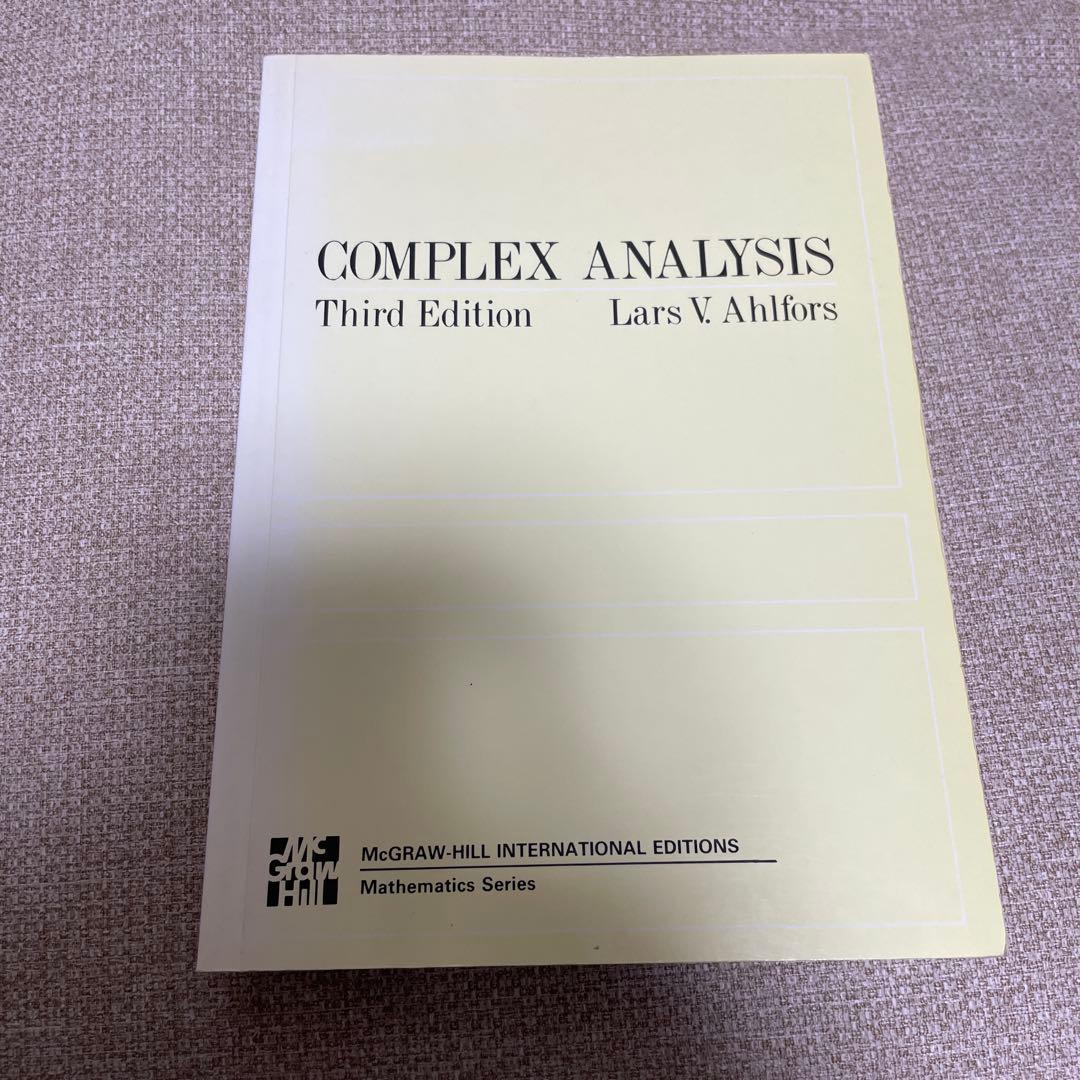 COMPLEX ANALYSIS
Third Edition Lars V. Ahlfors
Mc
Graw
Hill
McGRAW-HILL INTERNATIONAL EDITIONS
Mathematics Series